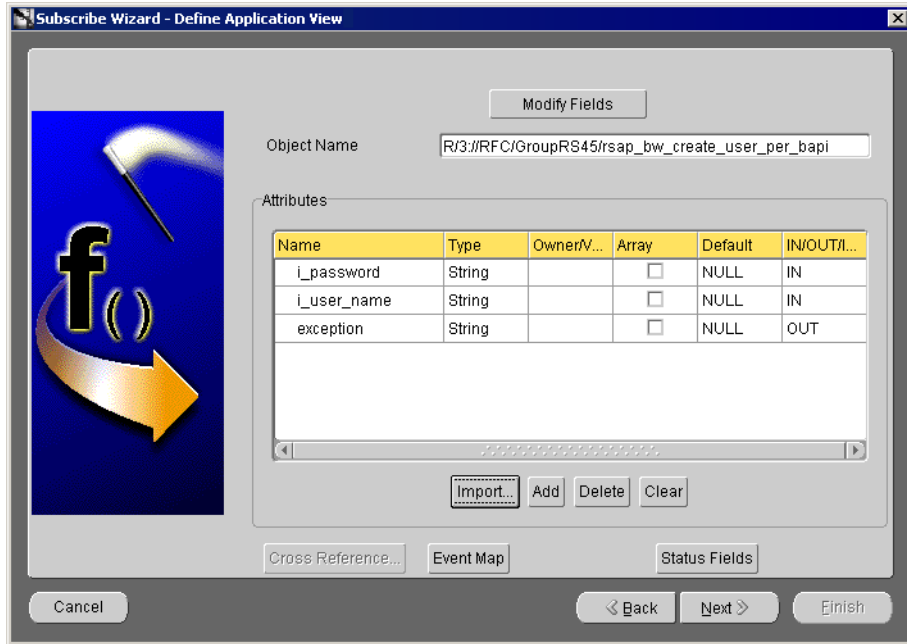 Subscribe Wizard - Define Application View
Modify Fields
Object Name R/3://RFC/GroupRS45/rsap_bw_create_user_per_bapi
Attributes
Name Type Owner/V... Array Default IN/OUT/I...
i_password String NULL IN
i_user_name String NULL IN
exception String NULL OUT
f()
Import... Add Delete Clear
Cross Reference... Event Map Status Fields
Cancel Back Next Finish